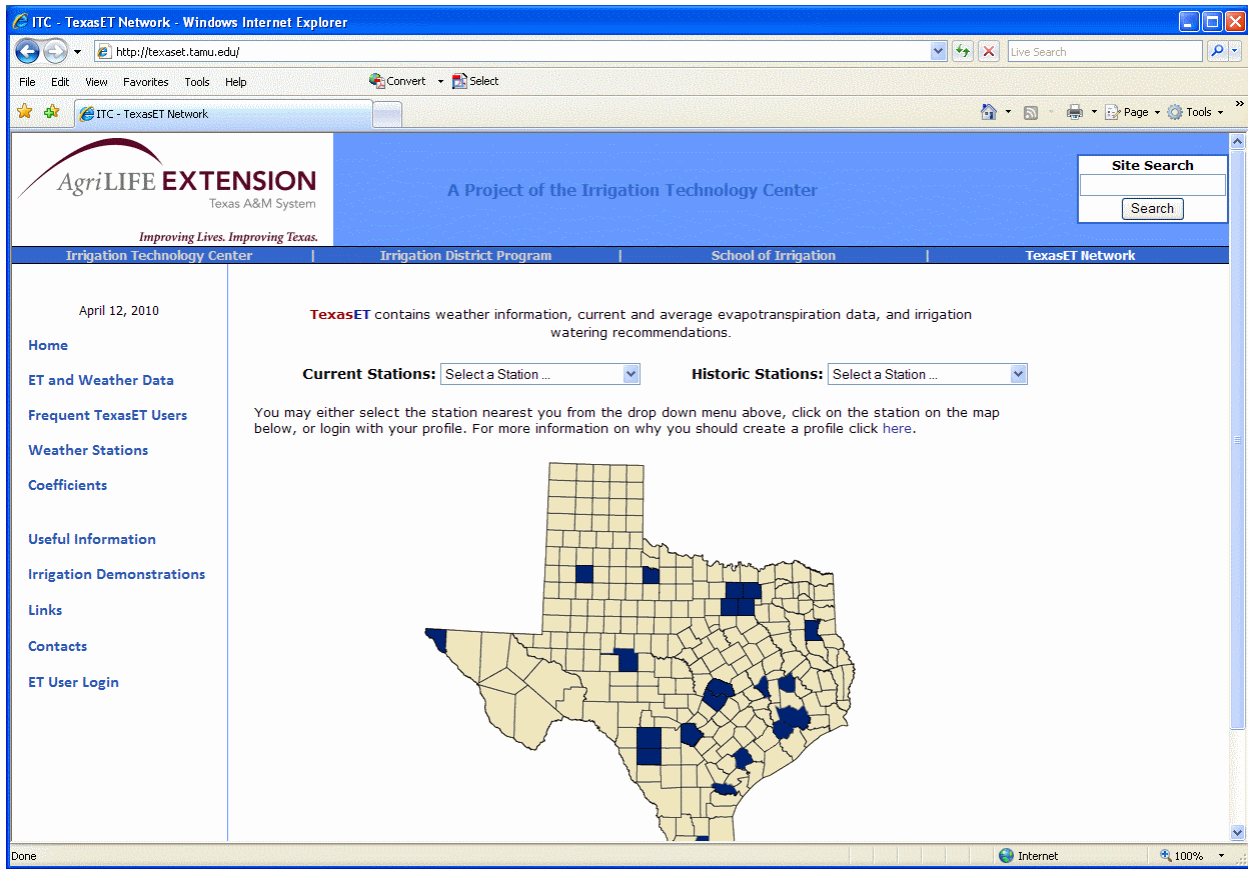 ITC - TexasET Network - Windows Internet Explorer
http://texaset.tamu.edu/
Live Search
File Edit View Favorites Tools Help
Convert Select
ITC - TexasET Network
Page Tools
AgriLIFE EXTENSION
Texas A&M System
Improving Lives. Improving Texas.
A Project of the Irrigation Technology Center
Site Search
Search
Irrigation Technology Center | Irrigation District Program | School of Irrigation | TexasET Network
April 12, 2010
Home
ET and Weather Data
Frequent TexasET Users
Weather Stations
Coefficients
Useful Information
Irrigation Demonstrations
Links
Contacts
ET User Login
TexasET contains weather information, current and average evapotranspiration data, and irrigation
watering recommendations.
Current Stations: Select a Station ... Historic Stations: Select a Station ...
You may either select the station nearest you from the drop down menu above, click on the station on the map
below, or login with your profile. For more information on why you should create a profile click here.
Done Internet 100%